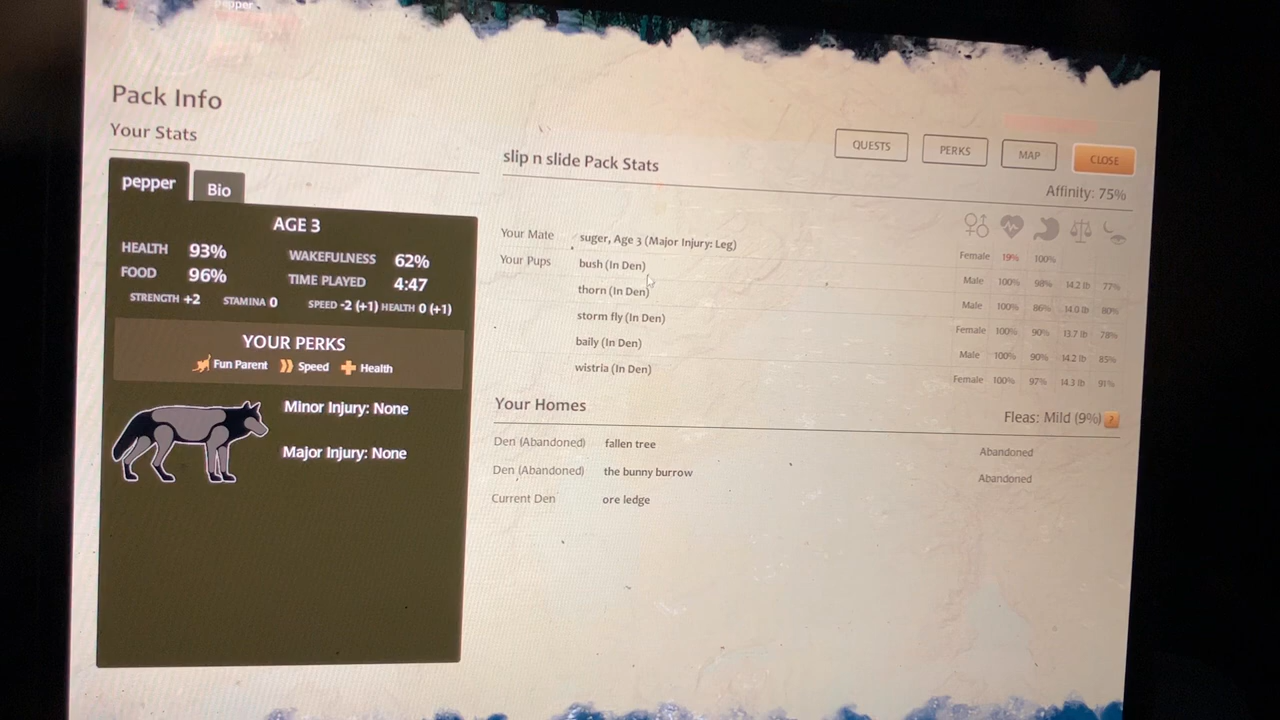 pepper
Pack Info
Your Stats
QUESTS
PERKS
MAP
CLOSE
slip n slide Pack Stats
Affinity: 75%
pepper
Bio
AGE 3
HEALTH 93%
WAKEFULNESS 62%
FOOD 96%
TIME PLAYED 4:47
STRENGTH +2 STAMINA 0 SPEED -2 (+1) HEALTH 0 (+1)
YOUR PERKS
Fun Parent Speed Health
Minor Injury: None
Major Injury: None
Your Mate suger, Age 3 (Major Injury: Leg) Female 19% 100%
Your Pups bush (In Den) Male 100% 98% 14.2 lb 77%
thorn (In Den) Male 100% 86% 14.0 lb 80%
storm fly (In Den) Female 100% 90% 13.7 lb 78%
baily (In Den) Male 100% 90% 14.2 lb 85%
wistria (In Den) Female 100% 97% 14.3 lb 91%
Your Homes
Fleas: Mild (9%) ?
Den (Abandoned) fallen tree Abandoned
Den (Abandoned) the bunny burrow Abandoned
Current Den ore ledge